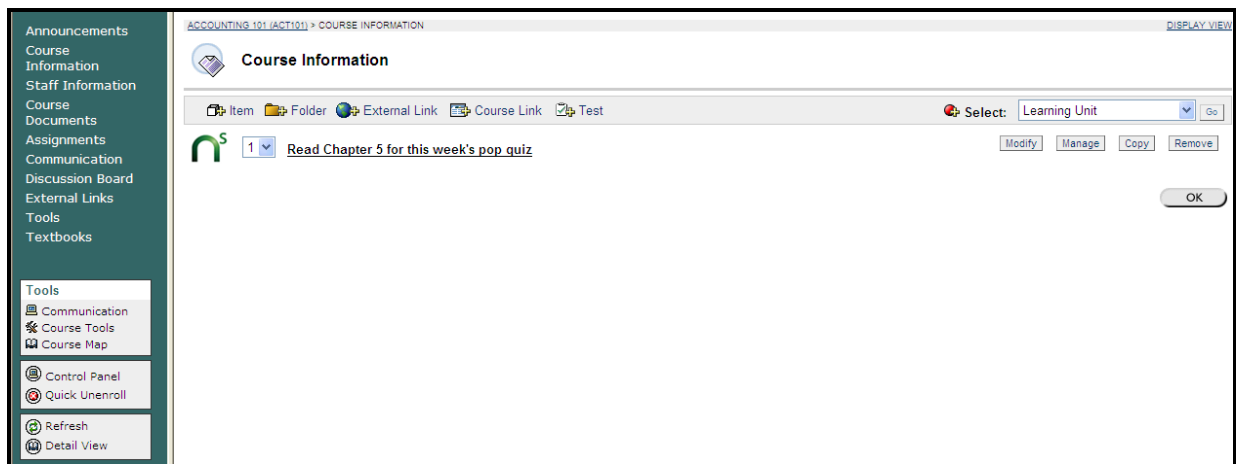 Announcements
Course
Information
Staff Information
Course
Documents
Assignments
Communication
Discussion Board
External Links
Tools
Textbooks
Tools
Communication
Course Tools
Course Map
Control Panel
Quick Unenroll
Refresh
Detail View
ACCOUNTING 101 (ACT101) > COURSE INFORMATION DISPLAY VIEW
Course Information
Item Folder External Link Course Link Test Select: Learning Unit Go
ns 1 Read Chapter 5 for this week's pop quiz Modify Manage Copy Remove
OK